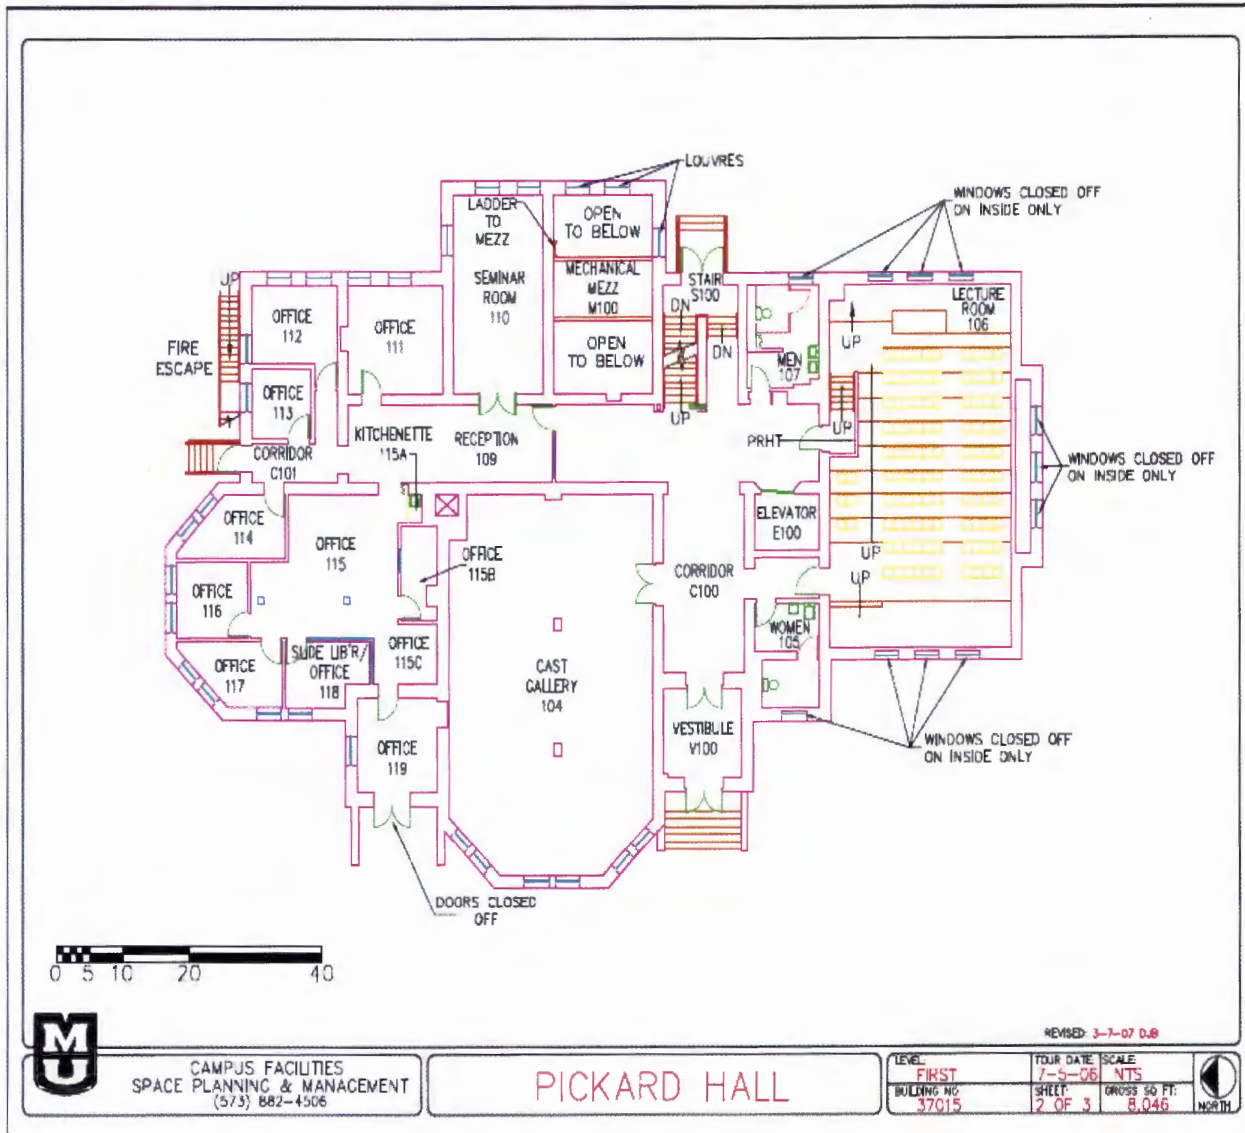 LOUVRES
WINDOWS CLOSED OFF
ON INSIDE ONLY
LADDER
TO
MEZZ
OPEN
TO BELOW
UP
SEMINAR
ROOM
110
MECHANICAL
MEZZ
M100
STAIR
S100
DN
LECTURE
ROOM
106
OFFICE
112
OFFICE
111
FIRE
ESCAPE
OPEN
TO BELOW
DN
MEN
107
UP
OFFICE
113
UP
UP
KITCHENETTE
115A
RECEPTION
109
PRHT
CORRIDOR
C101
WINDOWS CLOSED OFF
ON INSIDE ONLY
OFFICE
114
OFFICE
115
ELEVATOR
E100
OFFICE
115B
UP
CORRIDOR
C100
UP
OFFICE
116
WOMEN
105
OFFICE
117
SLIDE LIB'R/
OFFICE
118
OFFICE
115C
CAST
GALLERY
104
OFFICE
119
VESTIBULE
V100
WINDOWS CLOSED OFF
ON INSIDE ONLY
DOORS CLOSED
OFF
0 5 10 20 40
REVISED: 3-7-07 DJB
MU
CAMPUS FACILITIES
SPACE PLANNING & MANAGEMENT
(573) 882-4506
PICKARD HALL
LEVEL:
FIRST
TOUR DATE:
7-5-06
SCALE
NTS
BUILDING NO
37015
SHEET:
2 OF 3
GROSS SQ FT:
8,046
NORTH